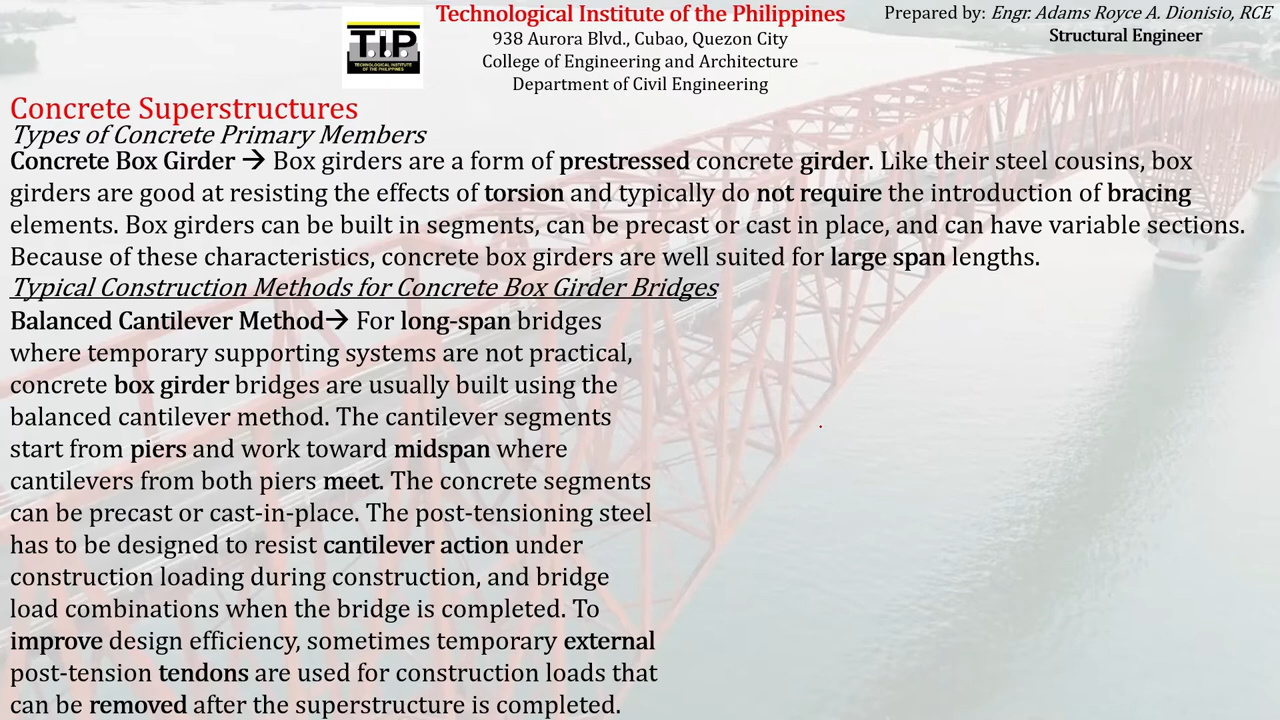 Technological Institute of the Philippines
938 Aurora Blvd., Cubao, Quezon City
College of Engineering and Architecture
Department of Civil Engineering
Prepared by: Engr. Adams Royce A. Dionisio, RCE
Structural Engineer
TiP
TECHNOLOGICAL INSTITUTE
OF THE PHILIPPINES
Concrete Superstructures
Types of Concrete Primary Members
Concrete Box Girder → Box girders are a form of prestressed concrete girder. Like their steel cousins, box
girders are good at resisting the effects of torsion and typically do not require the introduction of bracing
elements. Box girders can be built in segments, can be precast or cast in place, and can have variable sections.
Because of these characteristics, concrete box girders are well suited for large span lengths.
Typical Construction Methods for Concrete Box Girder Bridges
Balanced Cantilever Method→ For long-span bridges
where temporary supporting systems are not practical,
concrete box girder bridges are usually built using the
balanced cantilever method. The cantilever segments
start from piers and work toward midspan where
cantilevers from both piers meet. The concrete segments
can be precast or cast-in-place. The post-tensioning steel
has to be designed to resist cantilever action under
construction loading during construction, and bridge
load combinations when the bridge is completed. To
improve design efficiency, sometimes temporary external
post-tension tendons are used for construction loads that
can be removed after the superstructure is completed.